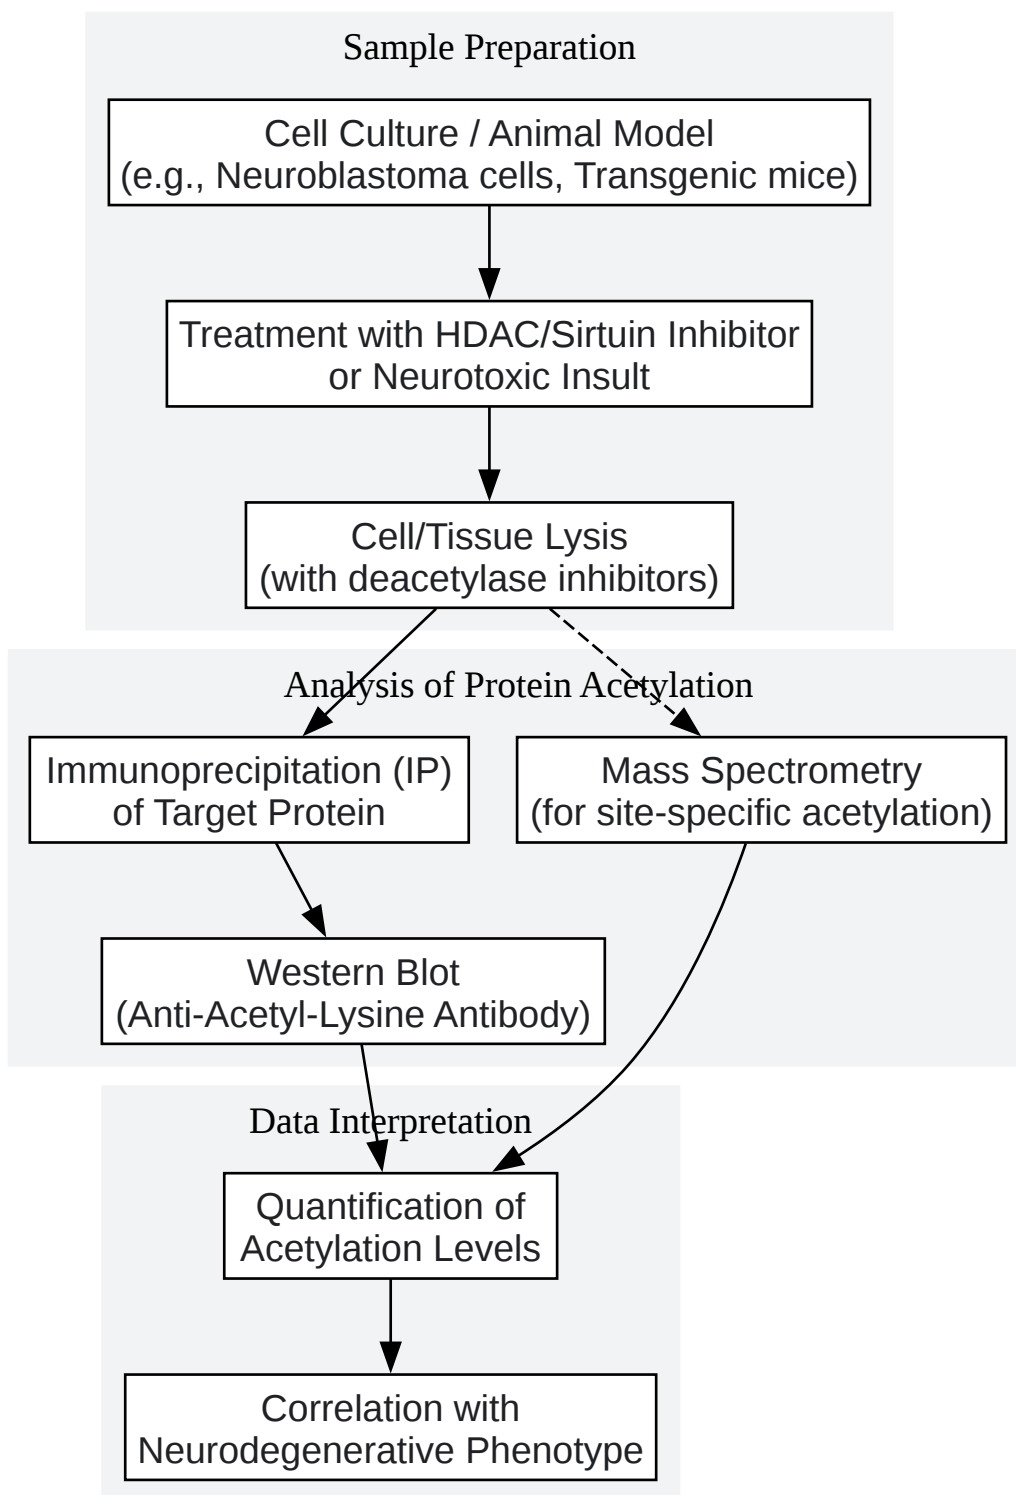 Sample Preparation
Cell Culture / Animal Model
(e.g., Neuroblastoma cells, Transgenic mice)
Treatment with HDAC/Sirtuin Inhibitor
or Neurotoxic Insult
Cell/Tissue Lysis
(with deacetylase inhibitors)
Analysis of Protein Acetylation
Immunoprecipitation (IP)
of Target Protein
Mass Spectrometry
(for site-specific acetylation)
Western Blot
(Anti-Acetyl-Lysine Antibody)
Data Interpretation
Quantification of
Acetylation Levels
Correlation with
Neurodegenerative Phenotype